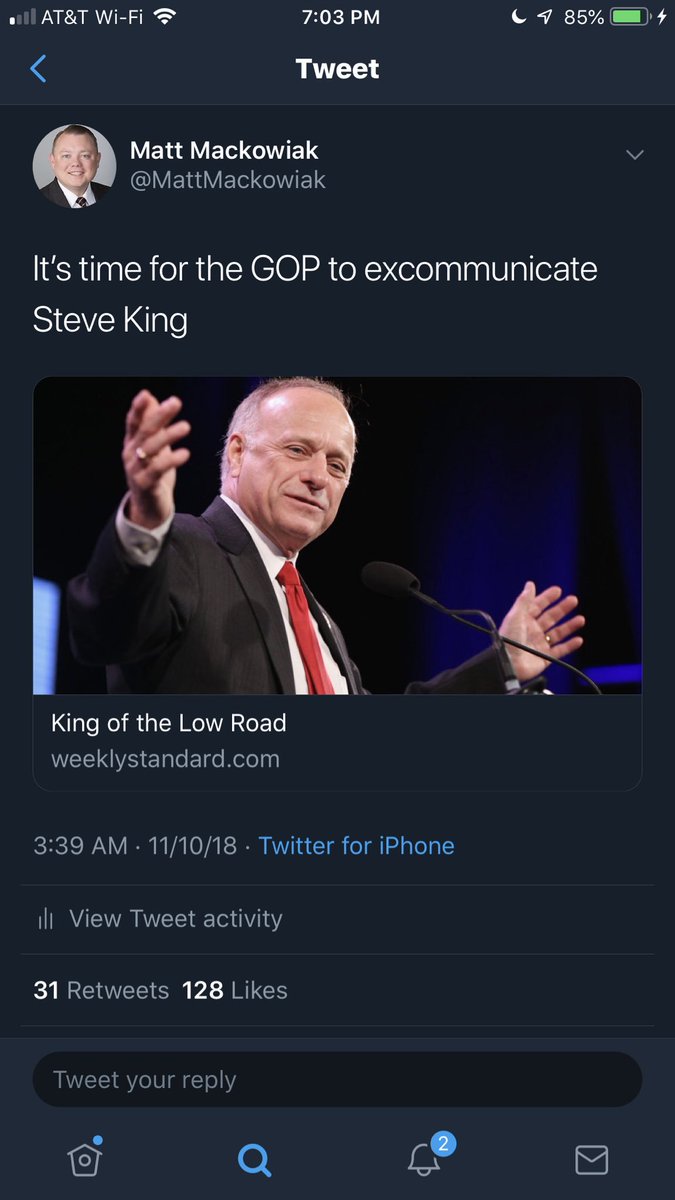 AT&T Wi-Fi 7:03 PM 85%
Tweet
Matt Mackowiak
@MattMackowiak
It’s time for the GOP to excommunicate
Steve King
King of the Low Road
weeklystandard.com
3:39 AM · 11/10/18 · Twitter for iPhone
View Tweet activity
31 Retweets 128 Likes
Tweet your reply
2